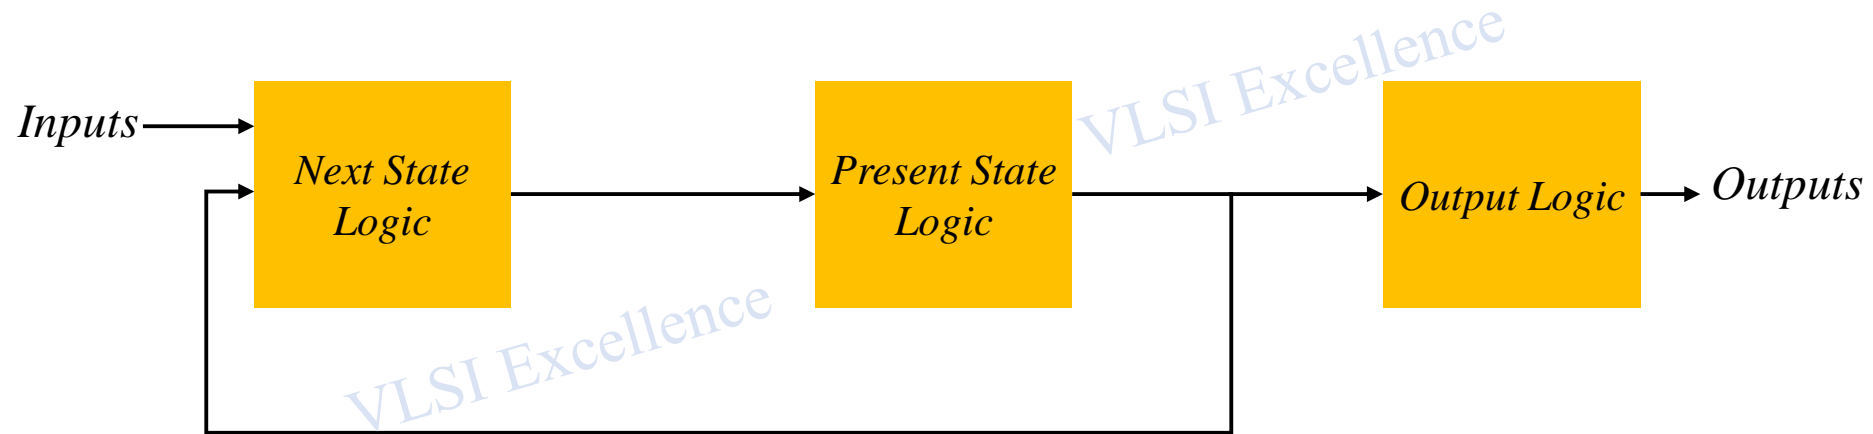 VLSI Excellence
Inputs
Next State
Logic
Present State
Logic
Output Logic
Outputs
VLSI Excellence